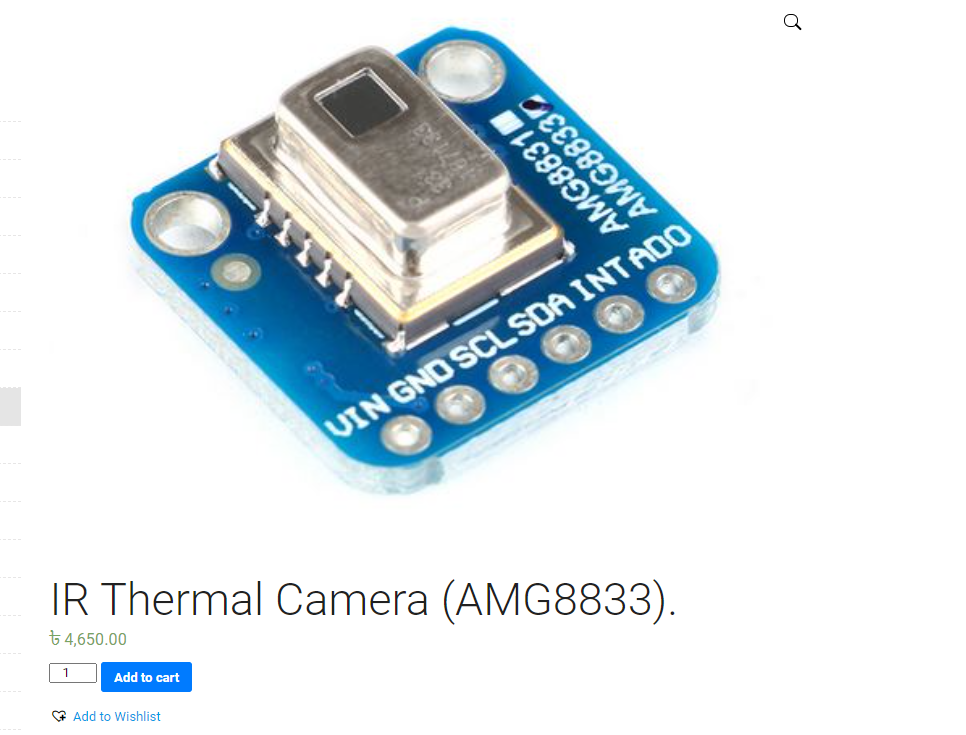 AMG8831
AMG8833
VIN GND SCL SDA INT ADO
IR Thermal Camera (AMG8833).
৳ 4,650.00
1
Add to cart
Add to Wishlist